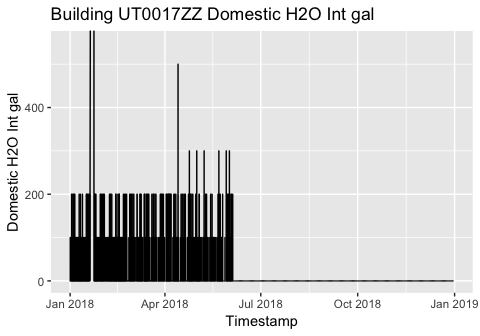 Building UT0017ZZ Domestic H2O Int gal
Domestic H2O Int gal
400
200
0
Jan 2018
Apr 2018
Jul 2018
Oct 2018
Jan 2019
Timestamp